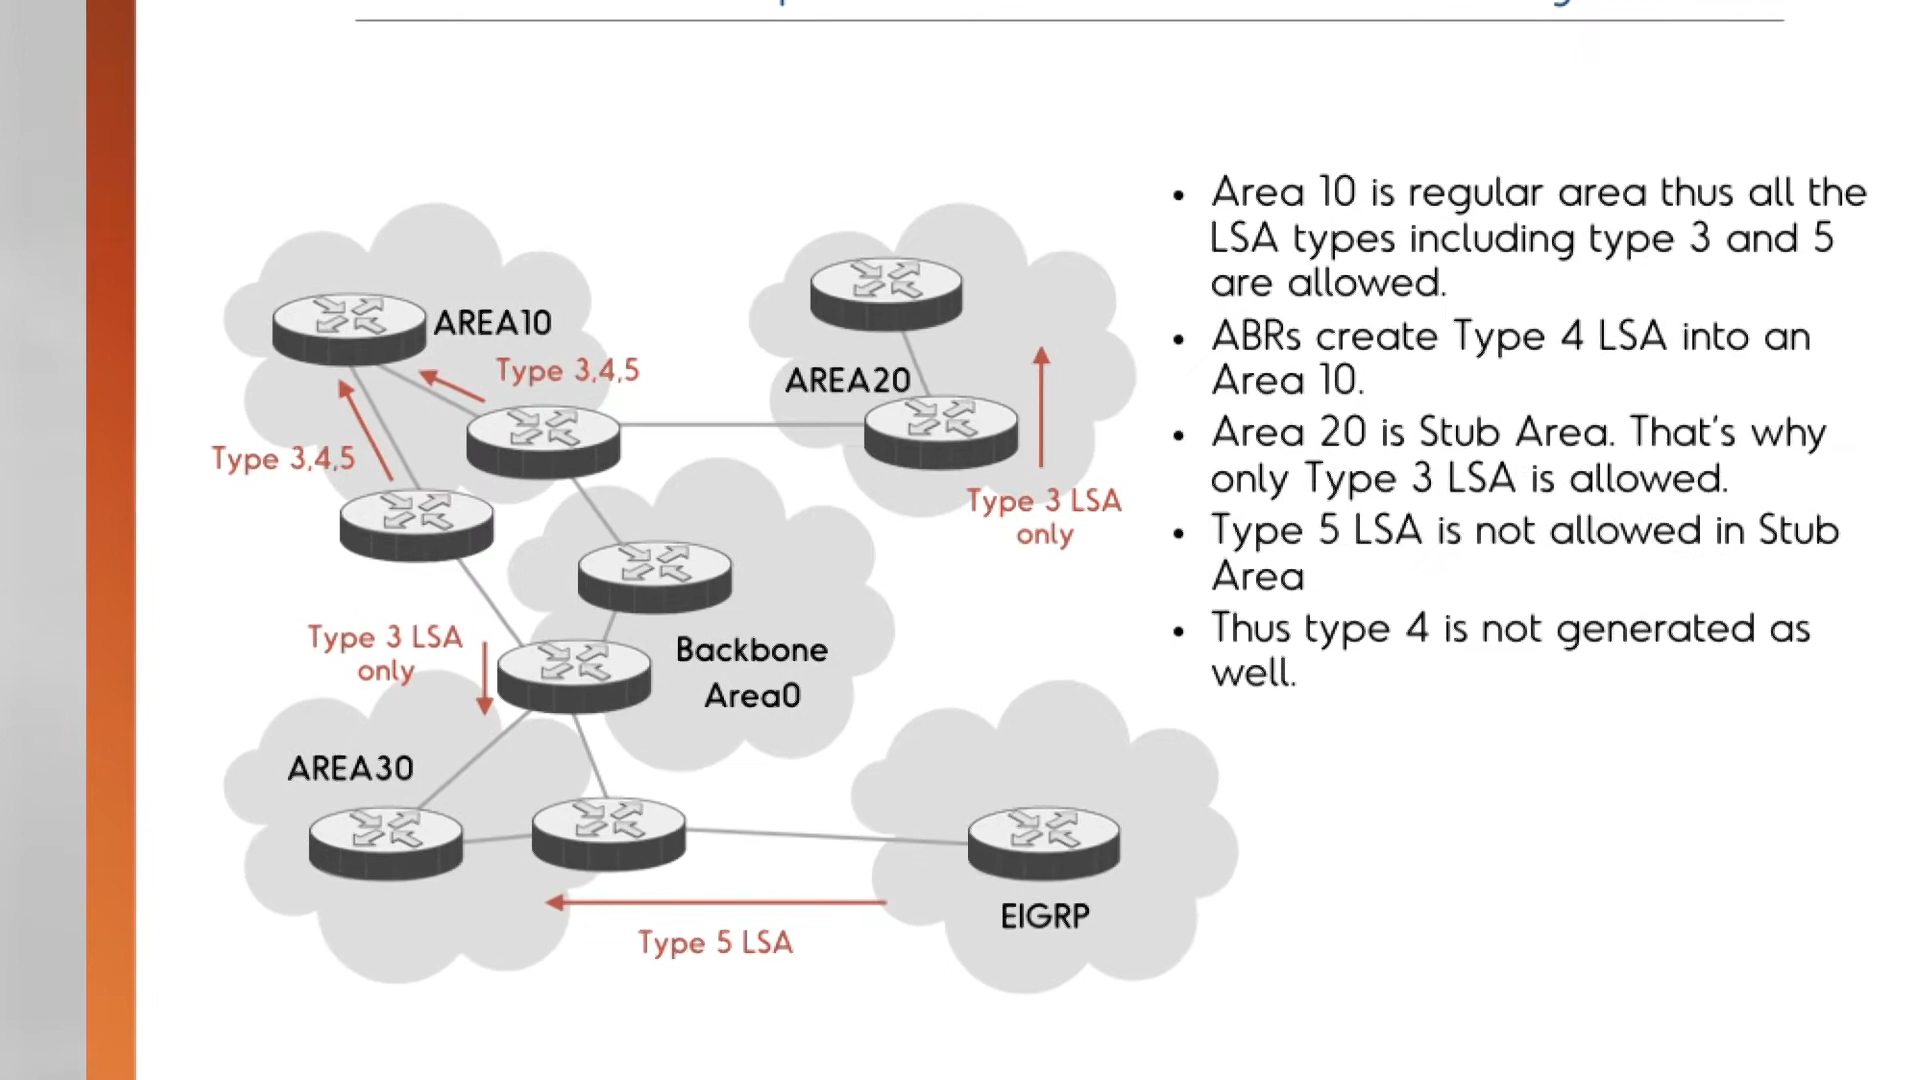 AREA10
Type 3,4,5
Type 3,4,5
AREA20
Type 3 LSA
only
Type 3 LSA
only
Backbone
Area0
AREA30
EIGRP
Type 5 LSA
• Area 10 is regular area thus all the
LSA types including type 3 and 5
are allowed.
• ABRs create Type 4 LSA into an
Area 10.
• Area 20 is Stub Area. That's why
only Type 3 LSA is allowed.
• Type 5 LSA is not allowed in Stub
Area
• Thus type 4 is not generated as
well.